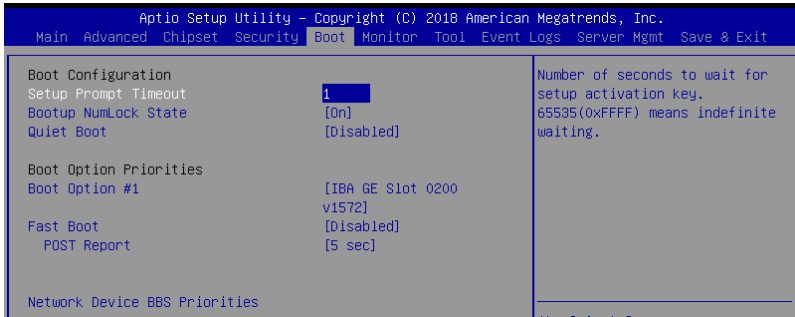 Aptio Setup Utility – Copyright (C) 2018 American Megatrends, Inc.
Main Advanced Chipset Security Boot Monitor Tool Event Logs Server Mgmt Save & Exit
Boot Configuration
Setup Prompt Timeout 1
Bootup NumLock State [On]
Quiet Boot [Disabled]
Boot Option Priorities
Boot Option #1 [IBA GE Slot 0200
v1572]
Fast Boot [Disabled]
POST Report [5 sec]
Network Device BBS Priorities
Number of seconds to wait for
setup activation key.
65535(0xFFFF) means indefinite
waiting.